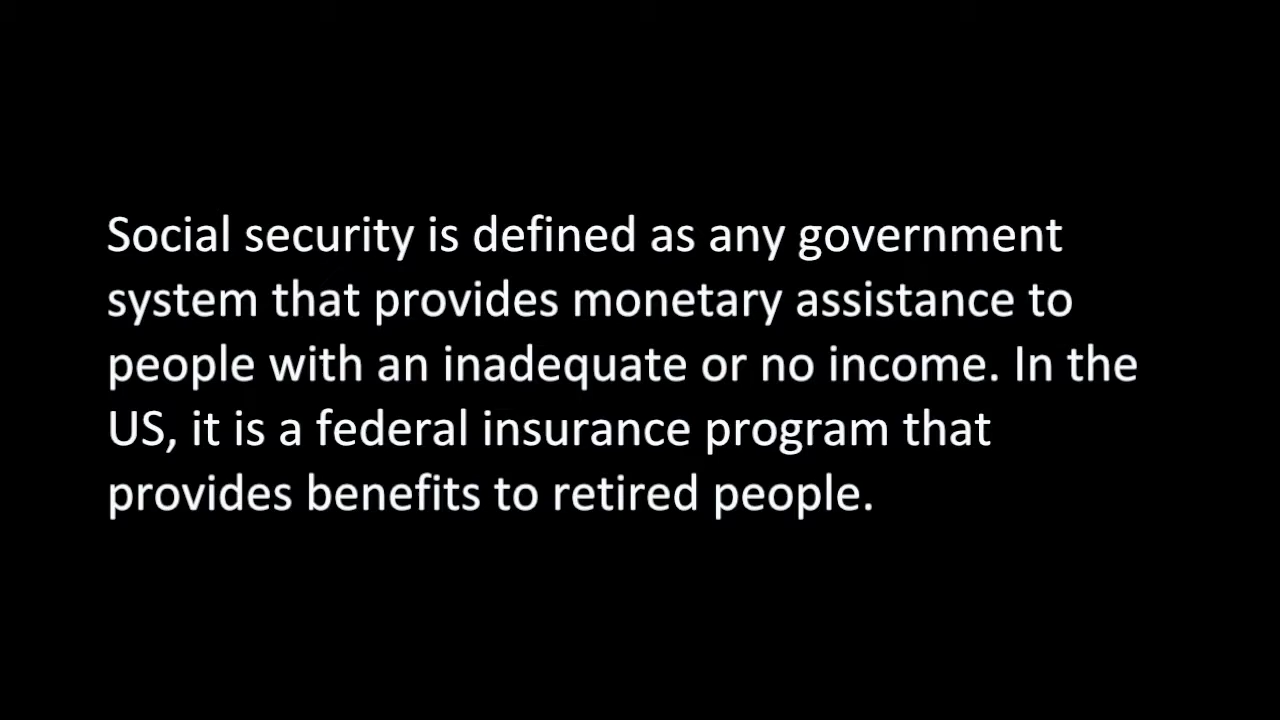 Social security is defined as any government
system that provides monetary assistance to
people with an inadequate or no income. In the
US, it is a federal insurance program that
provides benefits to retired people.